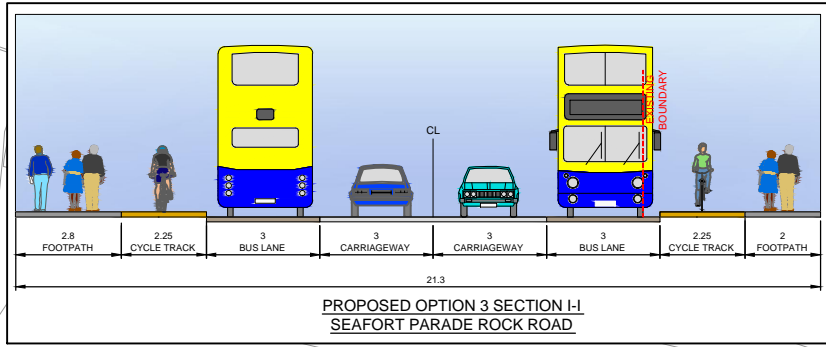 CL
EXISTING
BOUNDARY
2.8
FOOTPATH
2.25
CYCLE TRACK
3
BUS LANE
3
CARRIAGEWAY
3
CARRIAGEWAY
3
BUS LANE
2.25
CYCLE TRACK
2
FOOTPATH
21.3
PROPOSED OPTION 3 SECTION I-I
SEAFORT PARADE ROCK ROAD